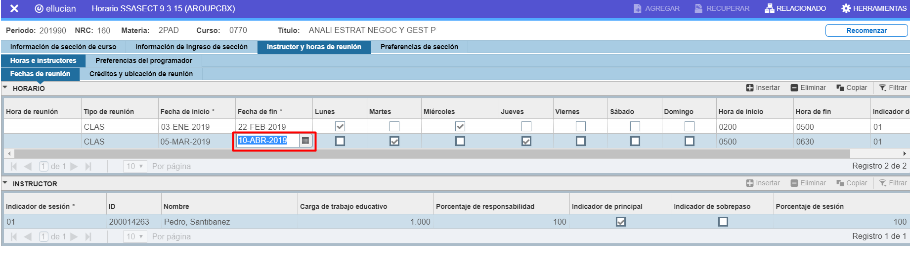 ellucian Horario SSASECT 9.3.15 (AROUPCBX) AGREGAR RECUPERAR RELACIONADO HERRAMIENTAS
Periodo: 201990 NRC: 160 Materia: 2PAD Curso: 0770 Título: ANALI ESTRAT NEGOC Y GEST P Recomenzar
Información de sección de curso Información de ingreso de sección Instructor y horas de reunión Preferencias de sección
Horas e instructores Preferencias del programador
Fechas de reunión Créditos y ubicación de reunión
HORARIO Insertar Eliminar Copiar Filtrar
Hora de reunión Tipo de reunión Fecha de inicio * Fecha de fin * Lunes Martes Miércoles Jueves Viernes Sábado Domingo Hora de inicio Hora de fin Indicador d
CLAS 03 ENE 2019 22 FEB 2019 0200 0500 01
CLAS 05-MAR-2019 10-ABR-2019 0500 0630 01
1 de 1 10 Por página Registro 2 de 2
INSTRUCTOR Insertar Eliminar Copiar Filtrar
Indicador de sesión * ID Nombre Carga de trabajo educativo Porcentaje de responsabilidad Indicador de principal Indicador de sobrepaso Porcentaje de sesión
01 200014263 Pedro, Santibanez 1.000 100 100
1 de 1 10 Por página Registro 1 de 1